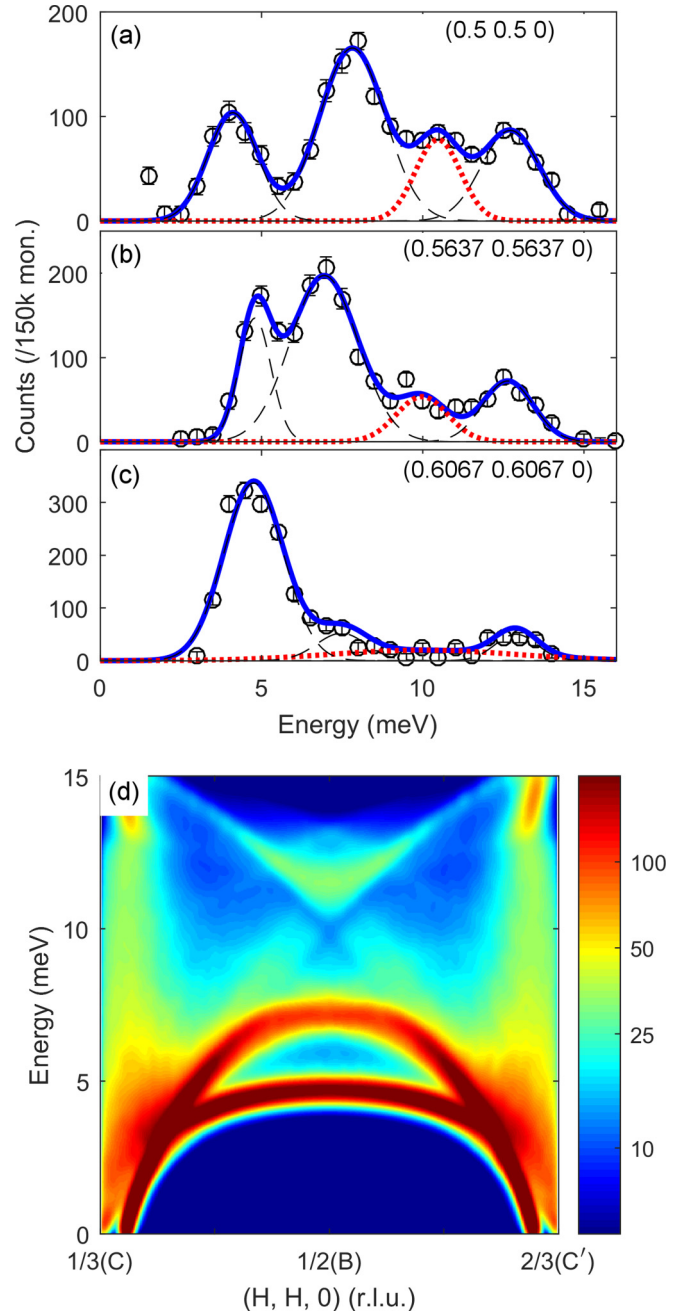 200
(a)
(0.5 0.5 0)
100
0
(b)
(0.5637 0.5637 0)
200
100
0
Counts (/150k mon.)
(c)
(0.6067 0.6067 0)
300
200
100
0
0 5 10 15
Energy (meV)
15
(d)
10
5
0
Energy (meV)
100
50
25
10
1/3(C) 1/2(B) 2/3(C′)
(H, H, 0) (r.l.u.)